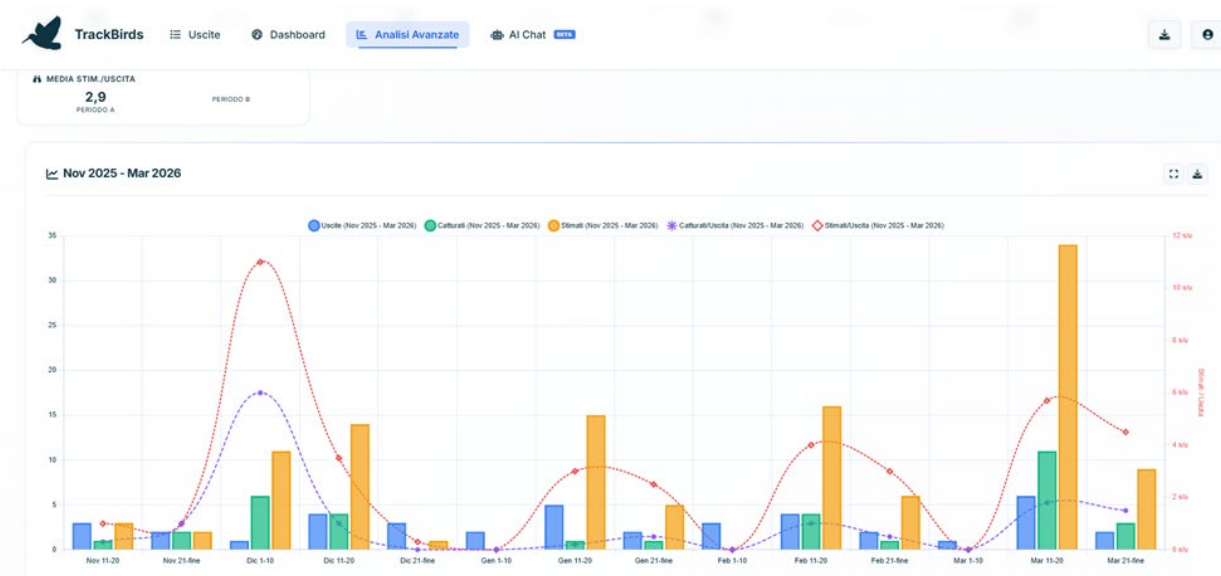 TrackBirds Uscite Dashboard Analisi Avanzate AI Chat BETA
MEDIA STIM./USCITA
2,9
PERIODO A
PERIODO B
Nov 2025 - Mar 2026
Uscite (Nov 2025 - Mar 2026) Catturati (Nov 2025 - Mar 2026) Stimati (Nov 2025 - Mar 2026) Catturati/Uscita (Nov 2025 - Mar 2026) Stimati/Uscita (Nov 2025 - Mar 2026)
35
30
25
20
15
10
5
0
12 s/u
10 s/u
8 s/u
6 s/u
4 s/u
2 s/u
0 s/u
Stimati / Uscita
Nov 11-20 Nov 21-fine Dic 1-10 Dic 11-20 Dic 21-fine Gen 1-10 Gen 11-20 Gen 21-fine Feb 1-10 Feb 11-20 Feb 21-fine Mar 1-10 Mar 11-20 Mar 21-fine